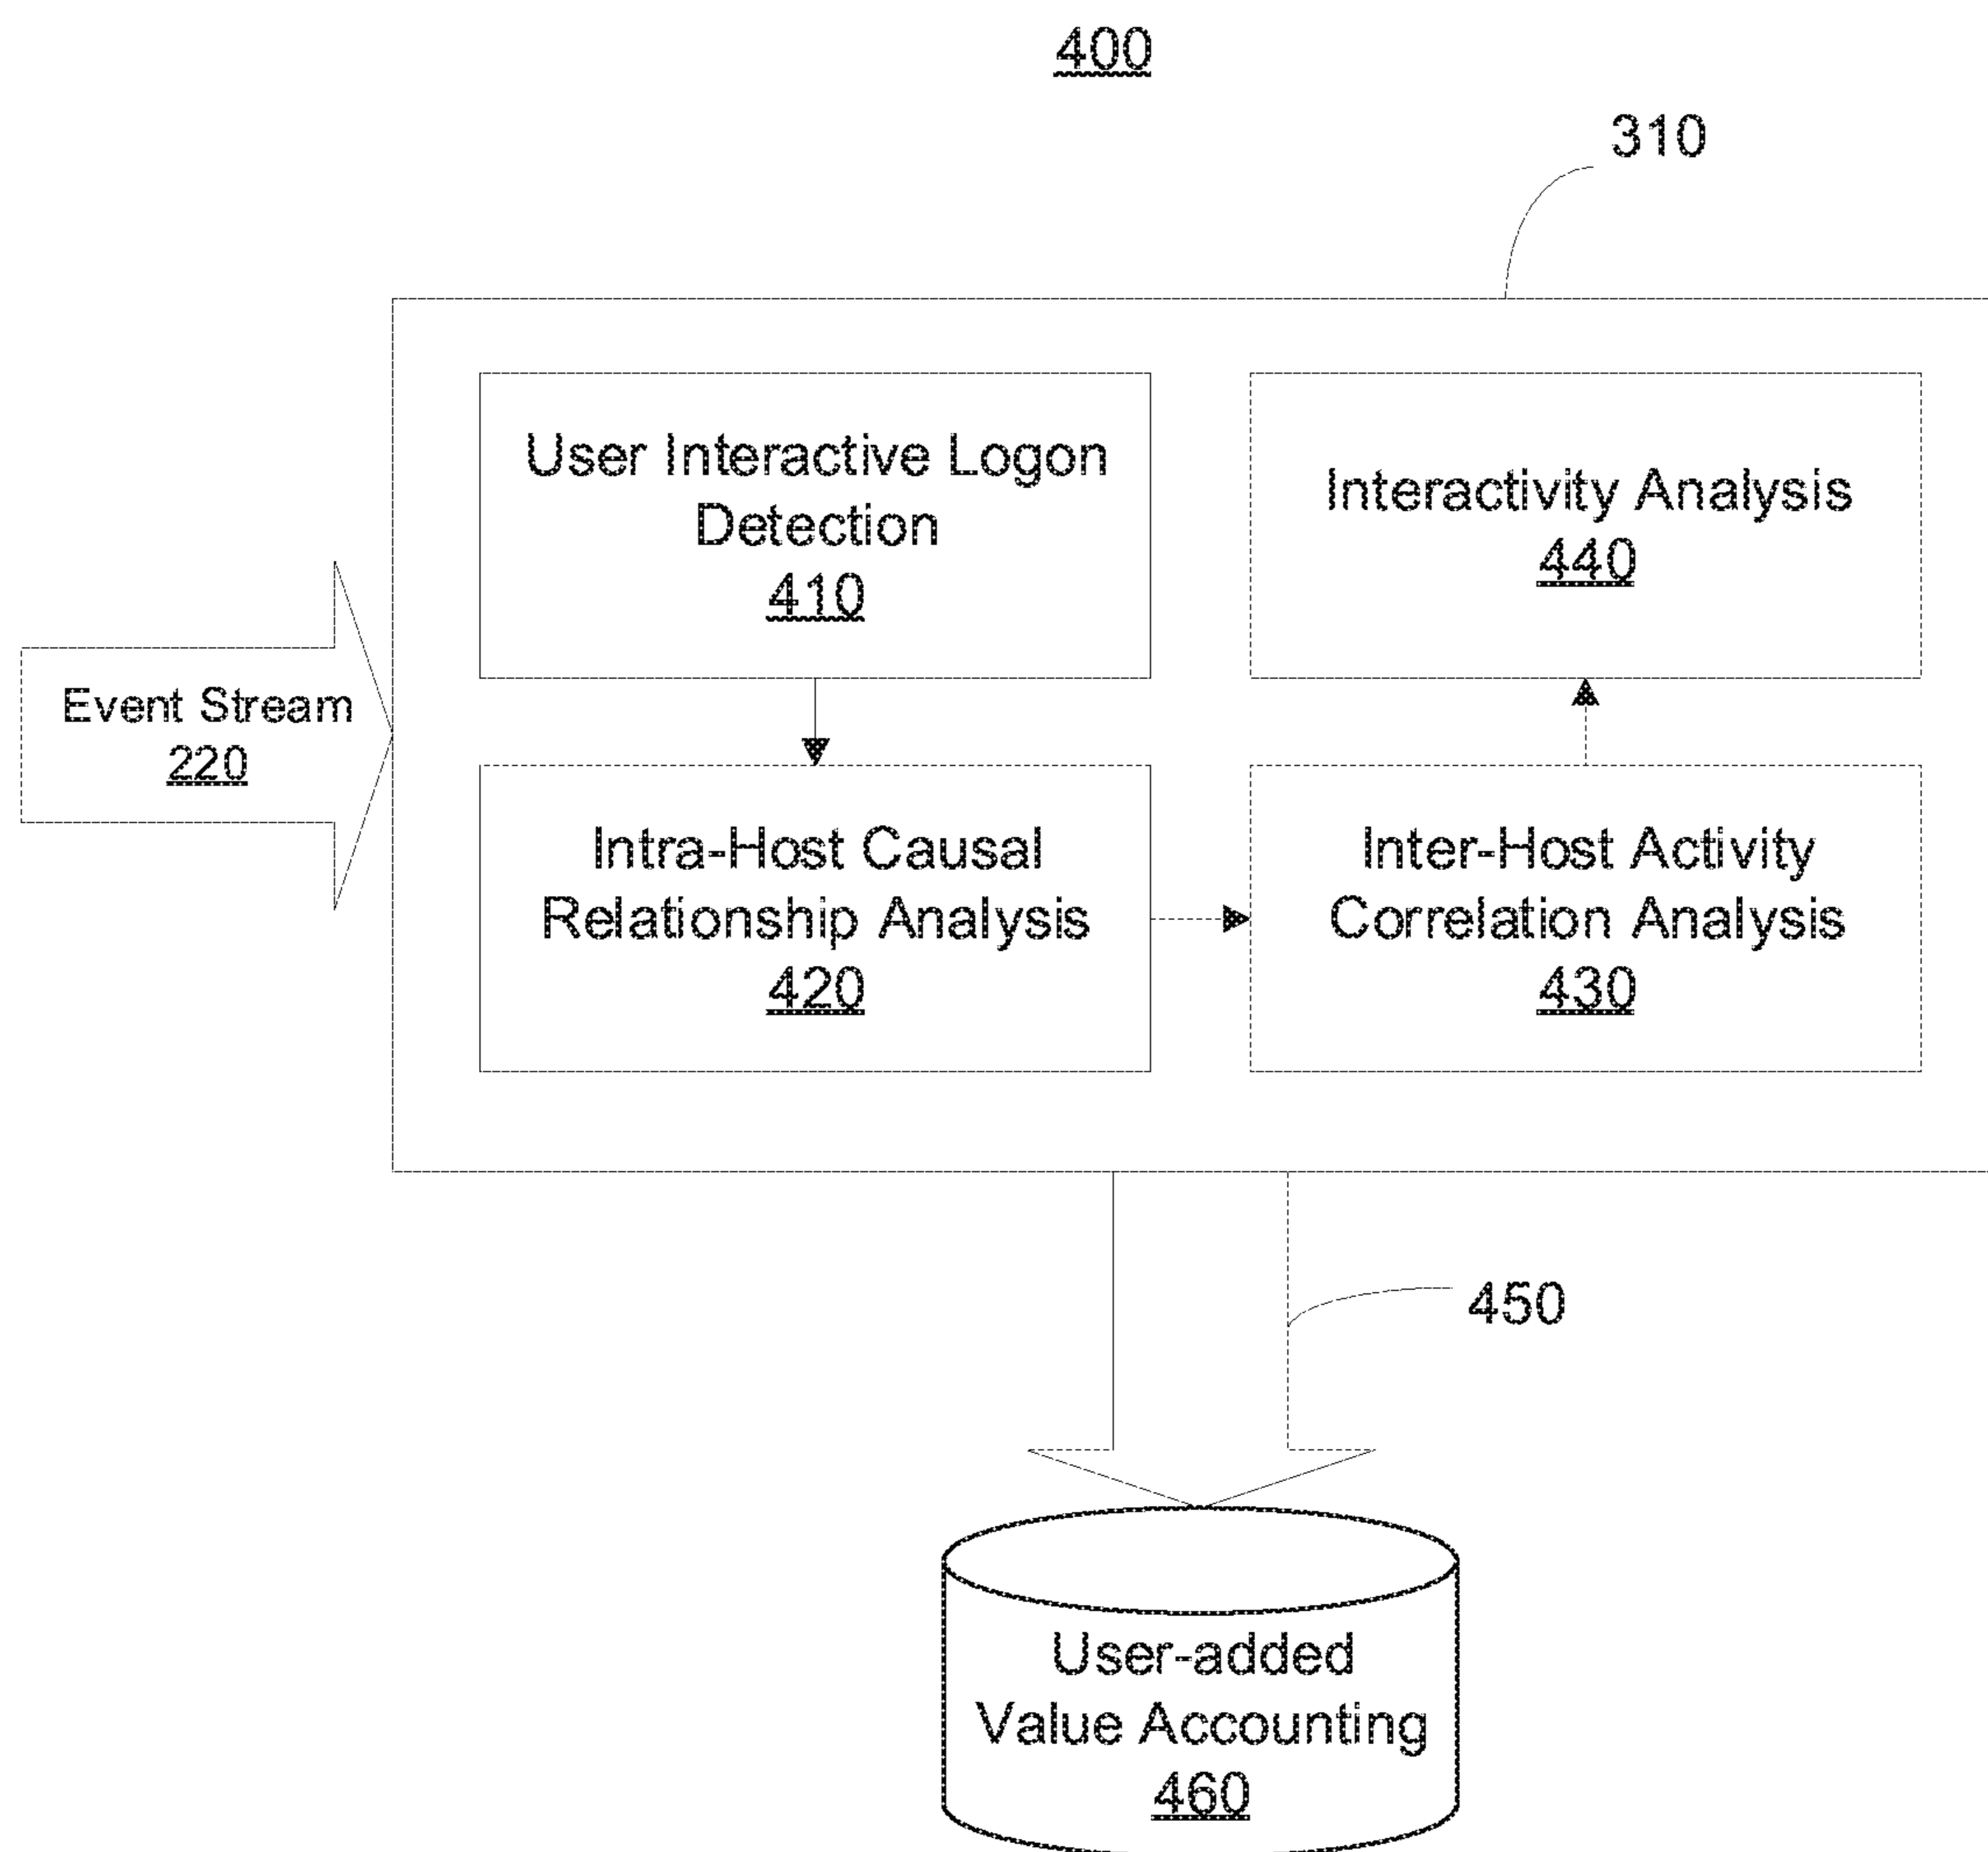 400
310
User Interactive Logon
Detection
410
Interactivity Analysis
440
Event Stream
220
Intra-Host Causal
Relationship Analysis
420
Inter-Host Activity
Correlation Analysis
430
450
User-added
Value Accounting
460